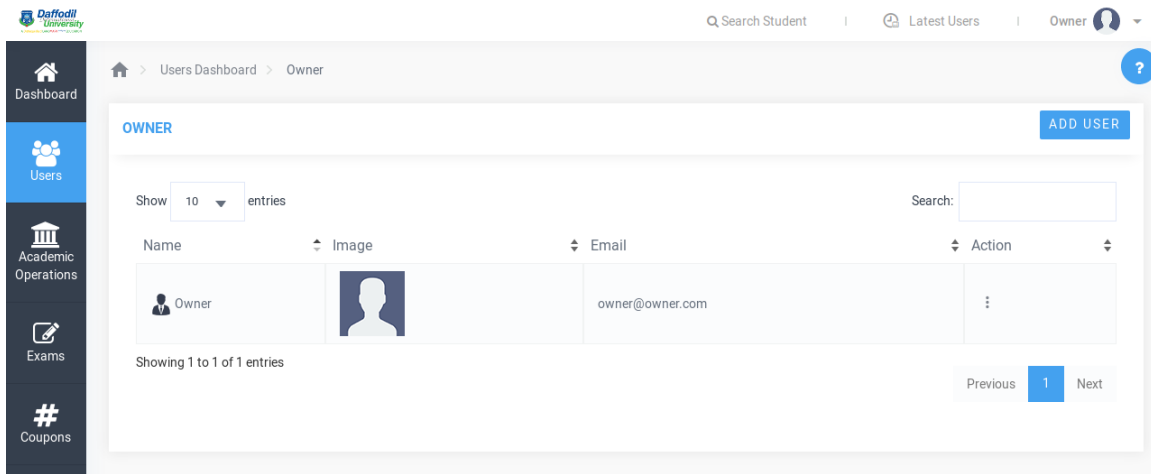 Daffodil
University
Search Student
Latest Users
Owner
Dashboard
Users
Academic
Operations
Exams
Coupons
Users Dashboard > Owner
?
OWNER
ADD USER
Show 10 entries
Search:
Name Image Email Action
Owner owner@owner.com
Showing 1 to 1 of 1 entries
Previous 1 Next